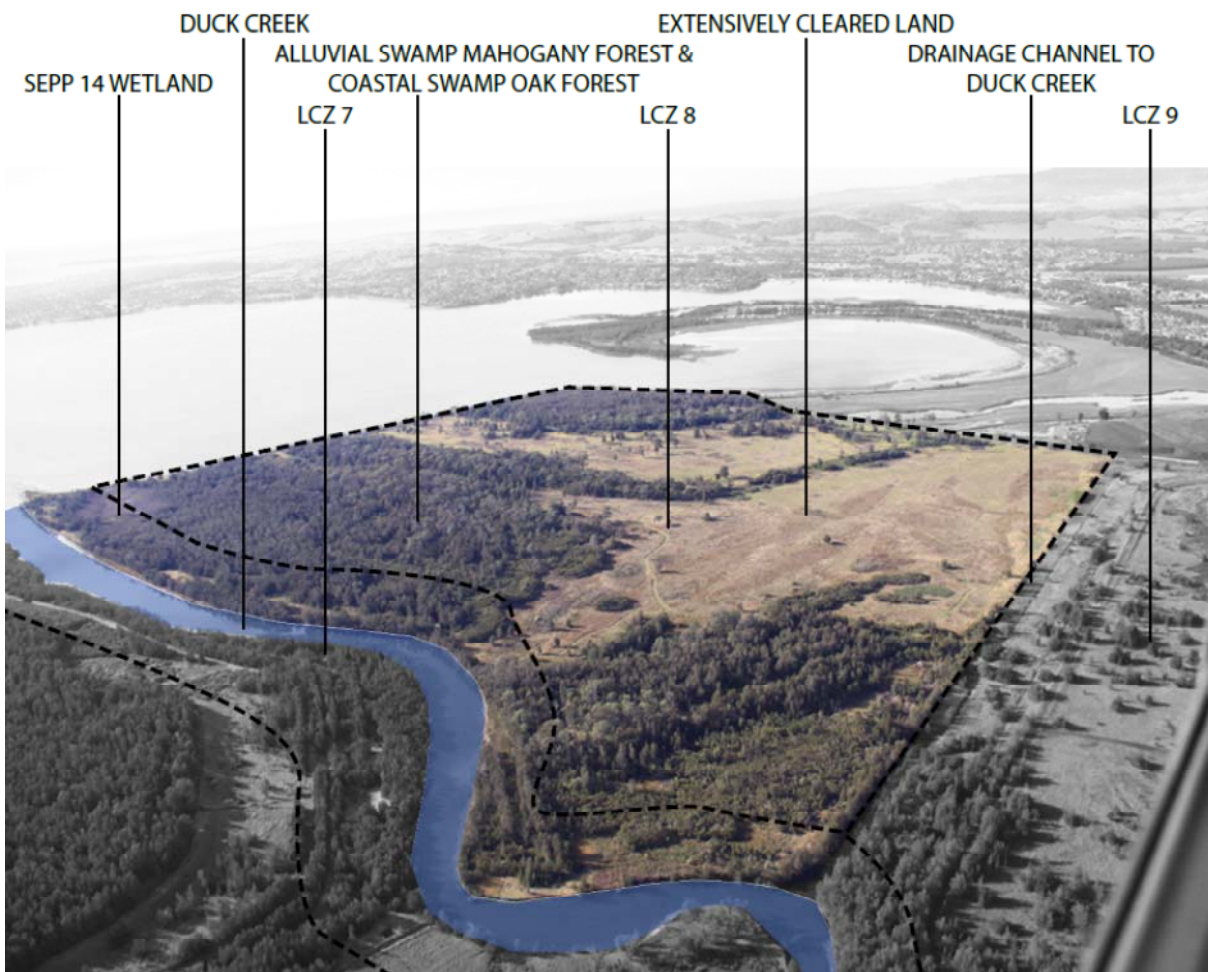 DUCK CREEK
EXTENSIVELY CLEARED LAND
ALLUVIAL SWAMP MAHOGANY FOREST &
COASTAL SWAMP OAK FOREST
DRAINAGE CHANNEL TO
DUCK CREEK
SEPP 14 WETLAND
LCZ 7
LCZ 8
LCZ 9